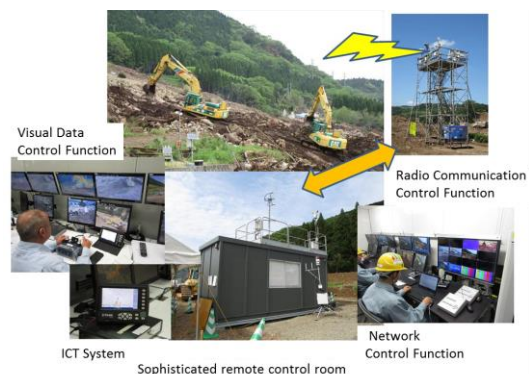 Visual Data
Control Function
Radio Communication
Control Function
ICT System
Network
Control Function
Sophisticated remote control room